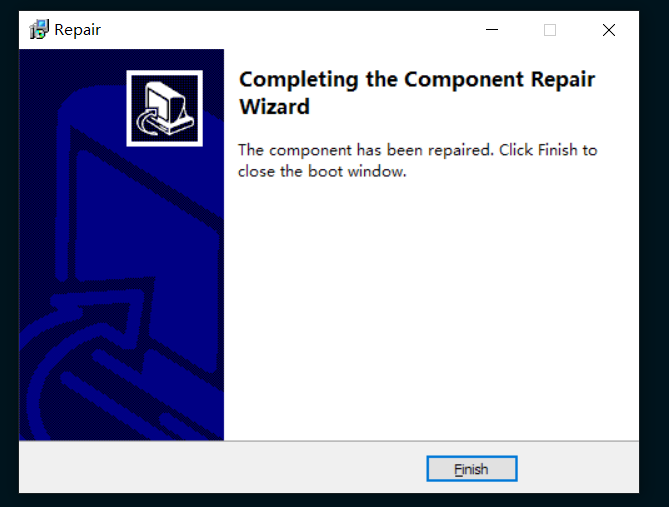 Repair
Completing the Component Repair
Wizard
The component has been repaired. Click Finish to
close the boot window.
Finish